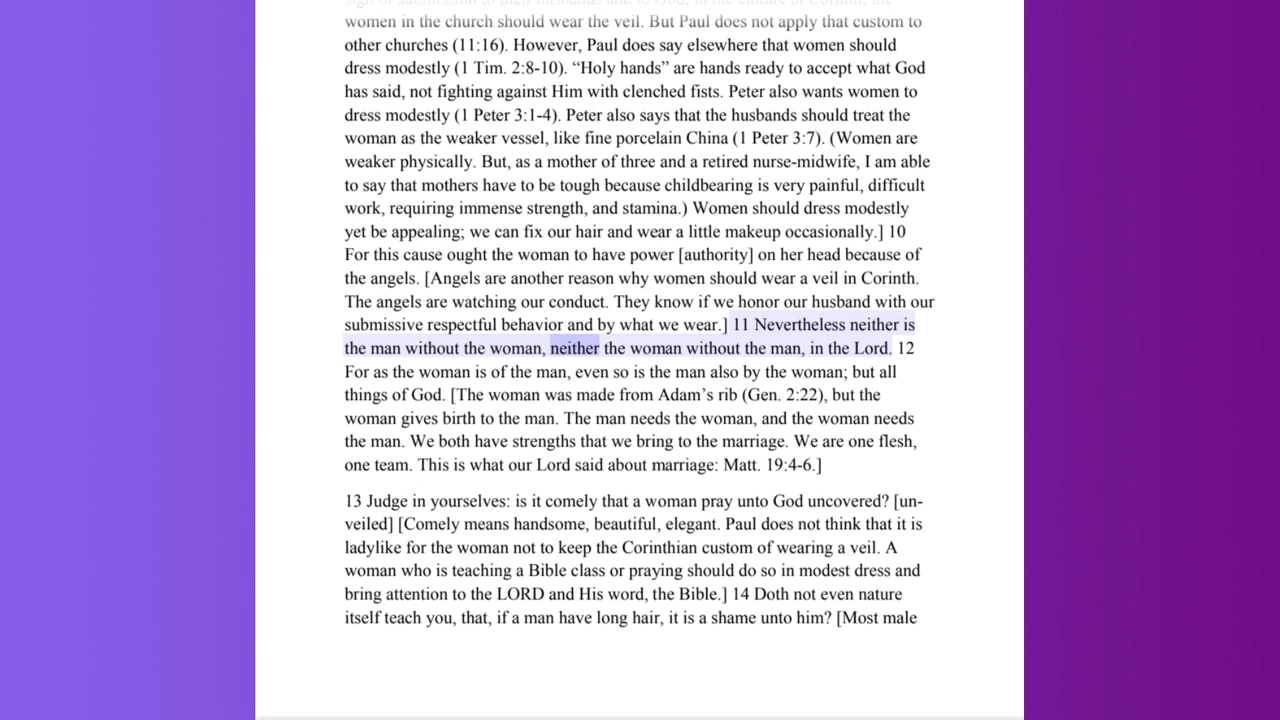 women in the church should wear the veil. But Paul does not apply that custom to
other churches (11:16). However, Paul does say elsewhere that women should
dress modestly (1 Tim. 2:8-10). “Holy hands” are hands ready to accept what God
has said, not fighting against Him with clenched fists. Peter also wants women to
dress modestly (1 Peter 3:1-4). Peter also says that the husbands should treat the
woman as the weaker vessel, like fine porcelain China (1 Peter 3:7). (Women are
weaker physically. But, as a mother of three and a retired nurse-midwife, I am able
to say that mothers have to be tough because childbearing is very painful, difficult
work, requiring immense strength, and stamina.) Women should dress modestly
yet be appealing; we can fix our hair and wear a little makeup occasionally.] 10
For this cause ought the woman to have power [authority] on her head because of
the angels. [Angels are another reason why women should wear a veil in Corinth.
The angels are watching our conduct. They know if we honor our husband with our
submissive respectful behavior and by what we wear.] 11 Nevertheless neither is
the man without the woman, neither the woman without the man, in the Lord. 12
For as the woman is of the man, even so is the man also by the woman; but all
things of God. [The woman was made from Adam’s rib (Gen. 2:22), but the
woman gives birth to the man. The man needs the woman, and the woman needs
the man. We both have strengths that we bring to the marriage. We are one flesh,
one team. This is what our Lord said about marriage: Matt. 19:4-6.]
13 Judge in yourselves: is it comely that a woman pray unto God uncovered? [un-
veiled] [Comely means handsome, beautiful, elegant. Paul does not think that it is
ladylike for the woman not to keep the Corinthian custom of wearing a veil. A
woman who is teaching a Bible class or praying should do so in modest dress and
bring attention to the LORD and His word, the Bible.] 14 Doth not even nature
itself teach you, that, if a man have long hair, it is a shame unto him? [Most male